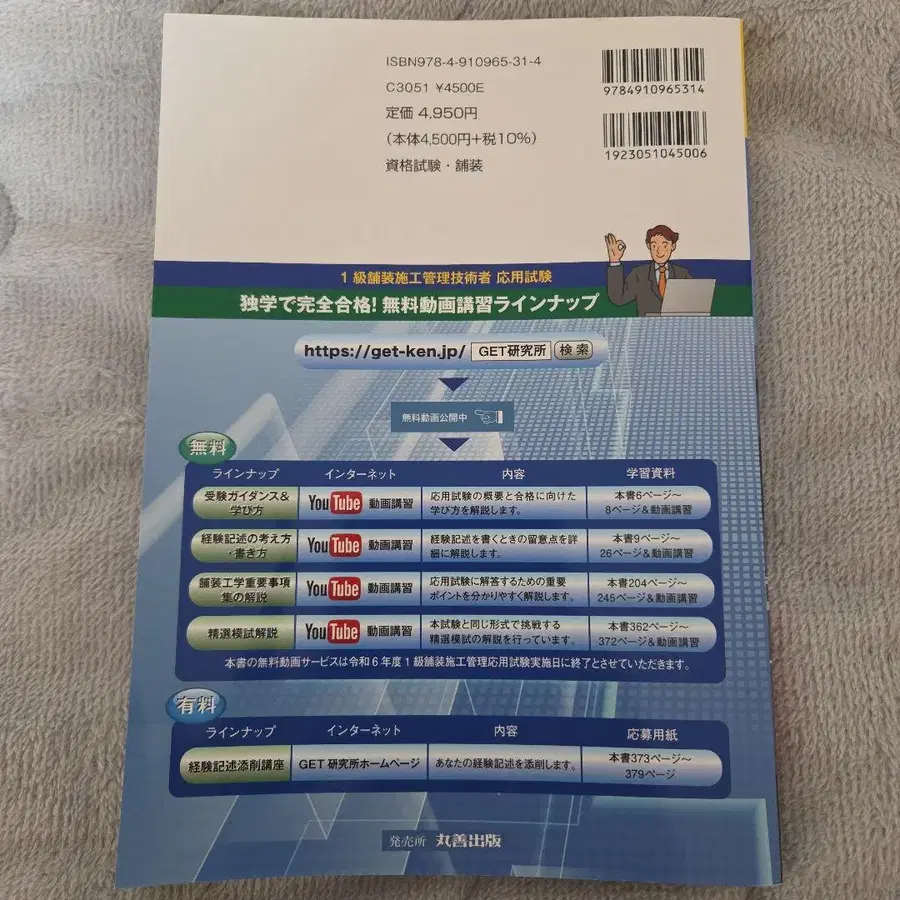 ISBN978-4-910965-31-4
C3051 ¥4500E
定価 4,950円
(本体4,500円+税10%)
資格試験・舗装
9784910965314
1923051045006
1級舗装施工管理技術者 応用試験
独学で完全合格! 無料動画講習ラインナップ
https://get-ken.jp/ GET研究所 検索
無料動画公開中
無料
ラインナップ インターネット 内容 学習資料
受験ガイダンス&
学び方
YouTube 動画講習
応用試験の概要と合格に向けた
学び方を解説します。
本書6ページ~
8ページ&動画講習
経験記述の考え方
・書き方
YouTube 動画講習
経験記述を書くときの留意点を詳
細に解説します。
本書9ページ~
26ページ&動画講習
舗装工学重要事項
集の解説
YouTube 動画講習
応用試験に解答するための重要
ポイントを分かりやすく解説します。
本書204ページ~
245ページ&動画講習
精選模試解説
YouTube 動画講習
本試験と同じ形式で挑戦する
精選模試の解説を行っています。
本書362ページ~
372ページ&動画講習
本書の無料動画サービスは令和6年度1級舗装施工管理応用試験実施日に終了とさせていただきます。
有料
ラインナップ インターネット 内容 応募用紙
経験記述添削講座
GET 研究所ホームページ
あなたの経験記述を添削します。
本書373ページ~
379ページ
発売所 丸善出版